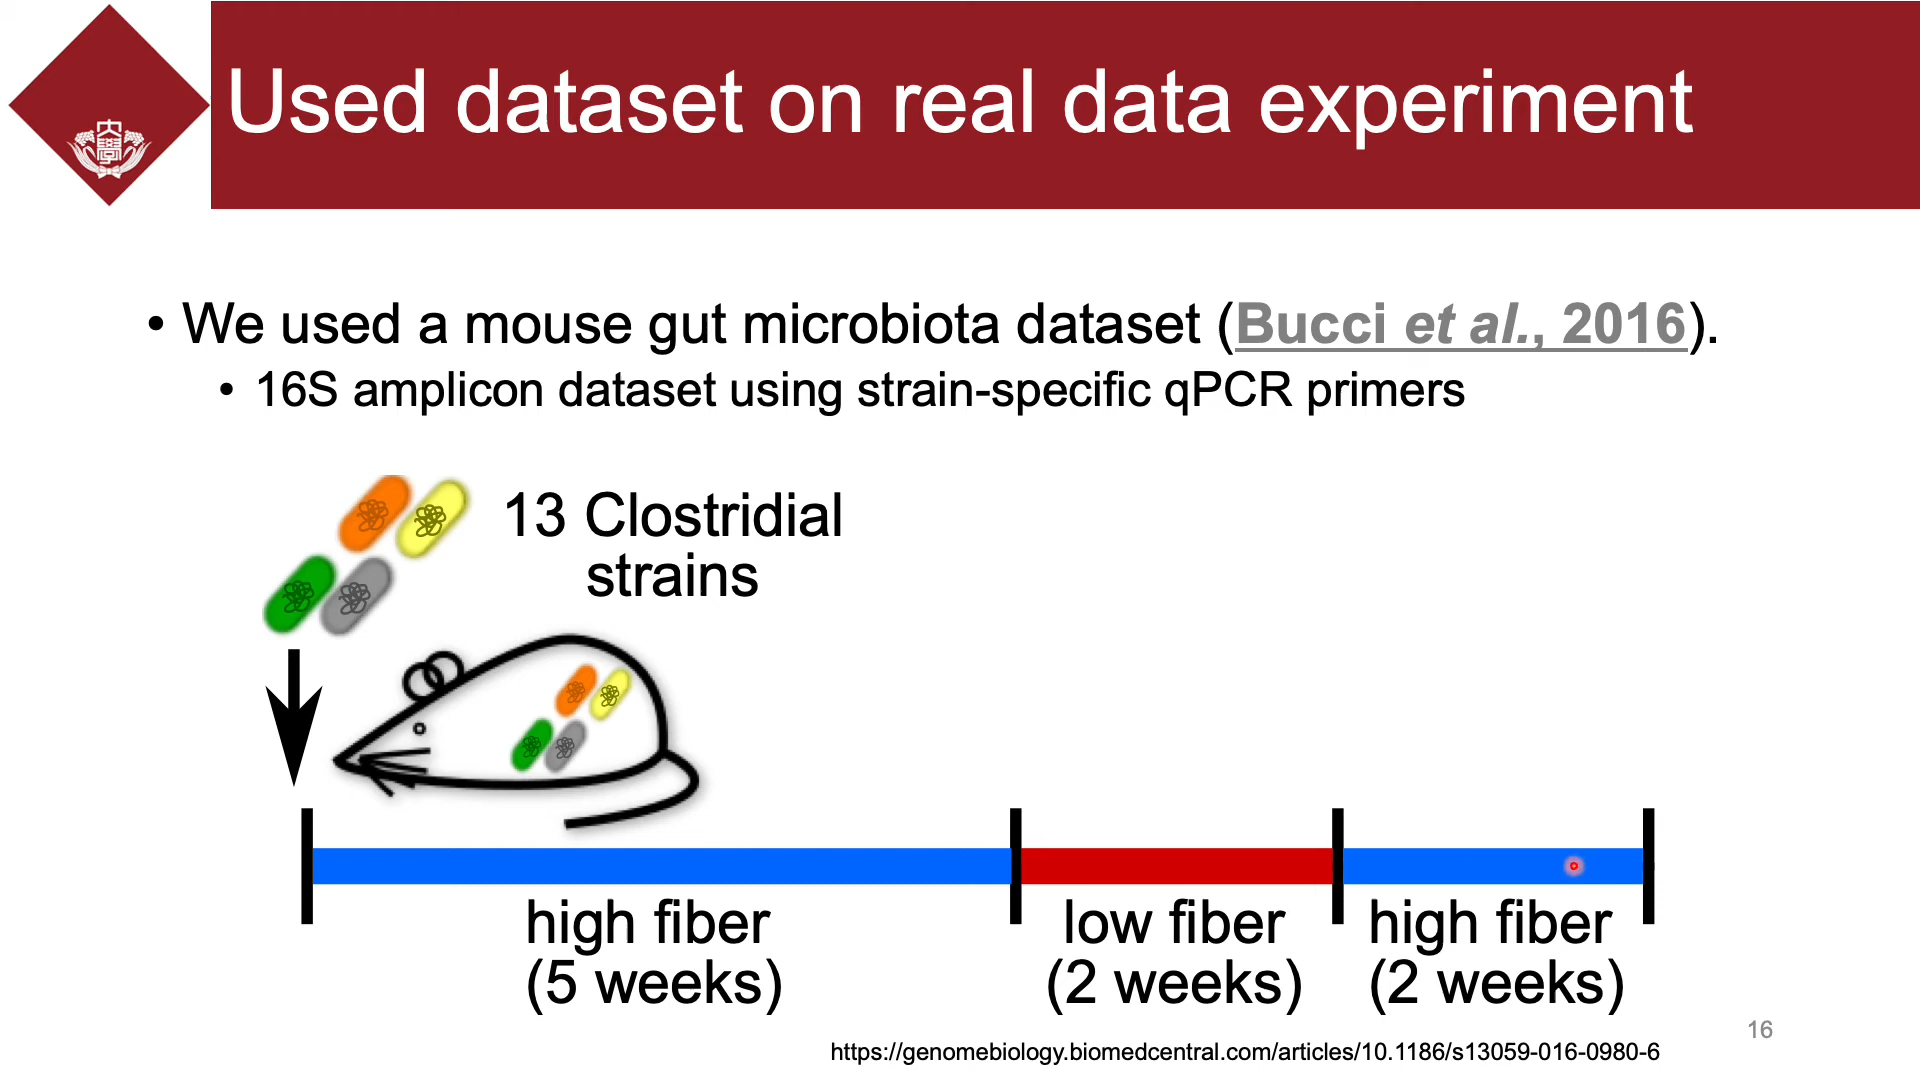 Used dataset on real data experiment
• We used a mouse gut microbiota dataset (Bucci et al., 2016).
• 16S amplicon dataset using strain-specific qPCR primers
13 Clostridial
strains
high fiber
(5 weeks)
low fiber
(2 weeks)
high fiber
(2 weeks)
16
https://genomebiology.biomedcentral.com/articles/10.1186/s13059-016-0980-6